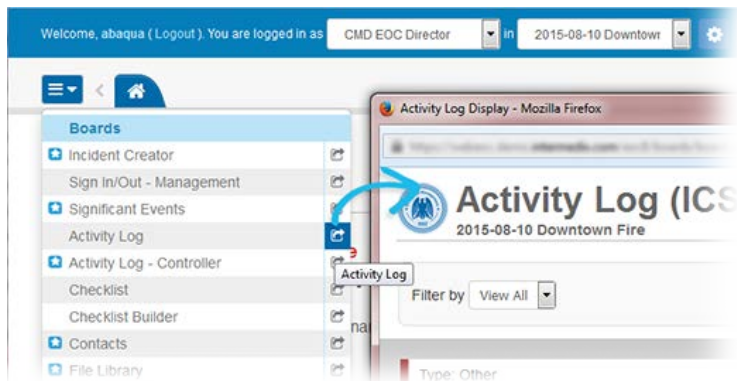 Welcome, abaqua ( Logout ). You are logged in as CMD EOC Director in 2015-08-10 Downtowr
Activity Log Display - Mozilla Firefox
Boards
Incident Creator
Sign In/Out - Management
Significant Events
Activity Log
Activity Log - Controller
Checklist
Checklist Builder
Contacts
File Library
Activity Log
Activity Log (ICS
2015-08-10 Downtown Fire
Filter by View All
Type: Other